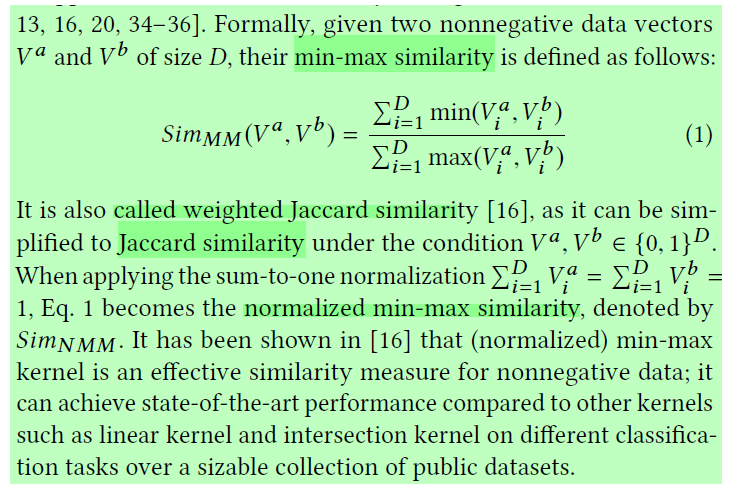 13, 16, 20, 34–36]. Formally, given two nonnegative data vectors
Vᵃ and Vᵇ of size D, their min-max similarity is defined as follows:
Sim_MM(Vᵃ, Vᵇ) = ∑_{i=1}^{D} min(V_i^a, V_i^b) / ∑_{i=1}^{D} max(V_i^a, V_i^b) (1)
It is also called weighted Jaccard similarity [16], as it can be sim-
plified to Jaccard similarity under the condition Vᵃ, Vᵇ ∈ {0, 1}ᴰ.
When applying the sum-to-one normalization ∑_{i=1}^{D} V_i^a = ∑_{i=1}^{D} V_i^b =
1, Eq. 1 becomes the normalized min-max similarity, denoted by
Sim_NMM. It has been shown in [16] that (normalized) min-max
kernel is an effective similarity measure for nonnegative data; it
can achieve state-of-the-art performance compared to other kernels
such as linear kernel and intersection kernel on different classifica-
tion tasks over a sizable collection of public datasets.